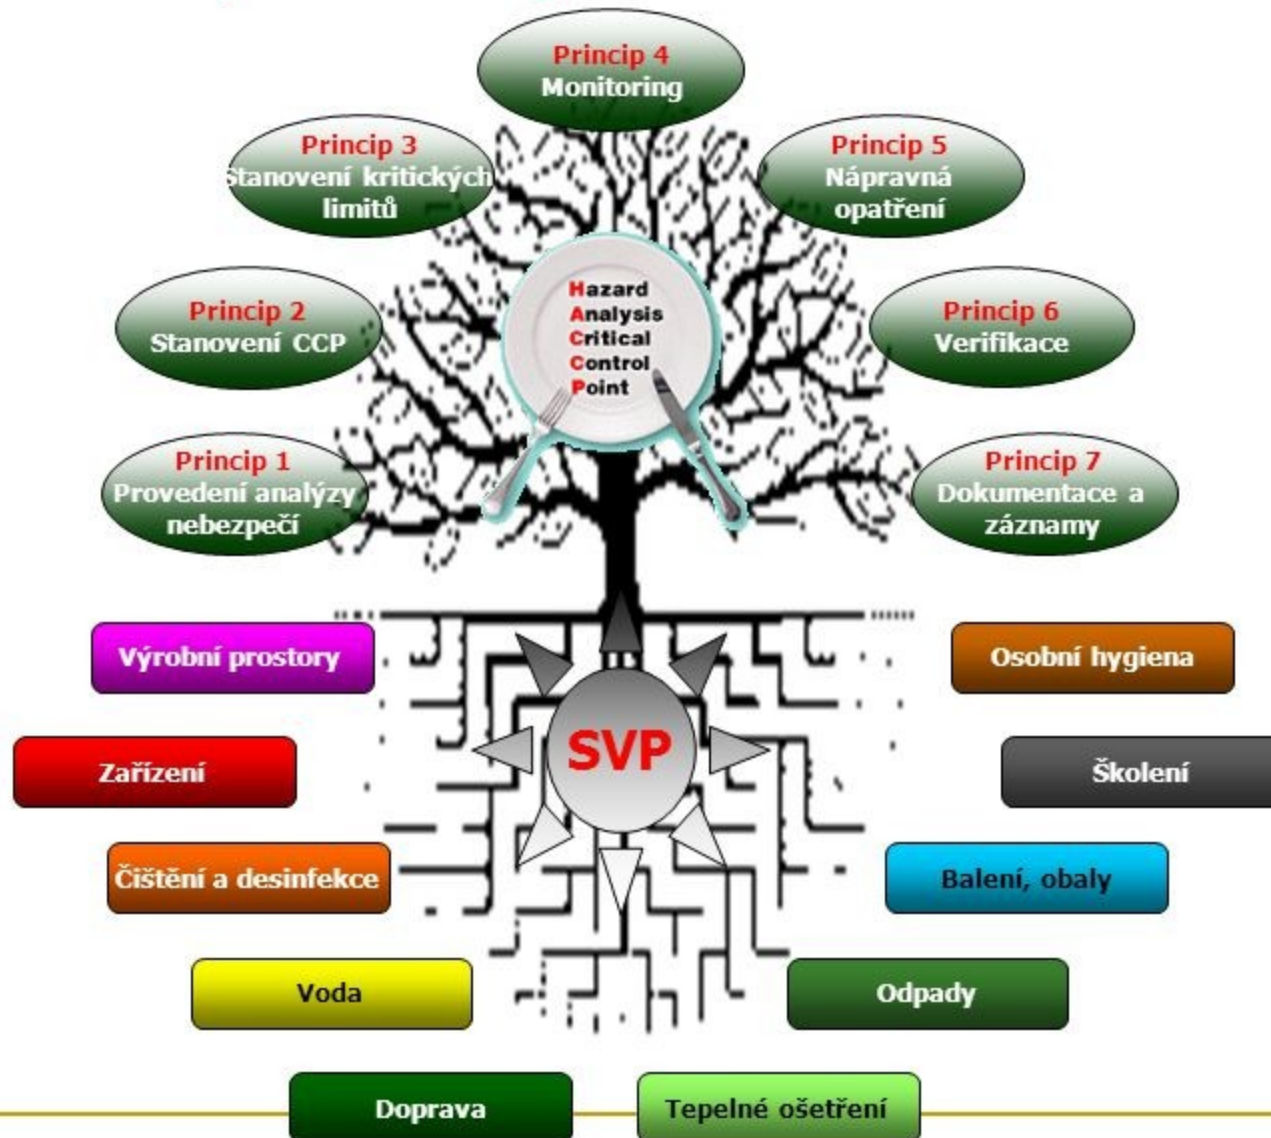 Princip 4
Monitoring
Princip 3
Stanovení kritických
limitů
Princip 5
Nápravná
opatření
Princip 2
Stanovení CCP
Hazard
Analysis
Critical
Control
Point
Princip 6
Verifikace
Princip 1
Provedení analýzy
nebezpečí
Princip 7
Dokumentace a
záznamy
Výrobní prostory
Osobní hygiena
SVP
Zařízení
Školení
Čištění a desinfekce
Balení, obaly
Voda
Odpady
Doprava
Tepelné ošetření